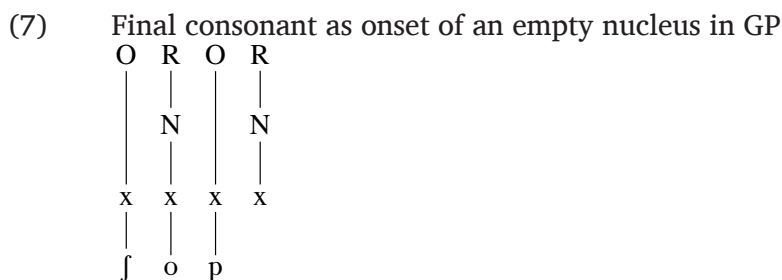 (7) Final consonant as onset of an empty nucleus in GP
O R O R
N N
x x x x
ʃ o p